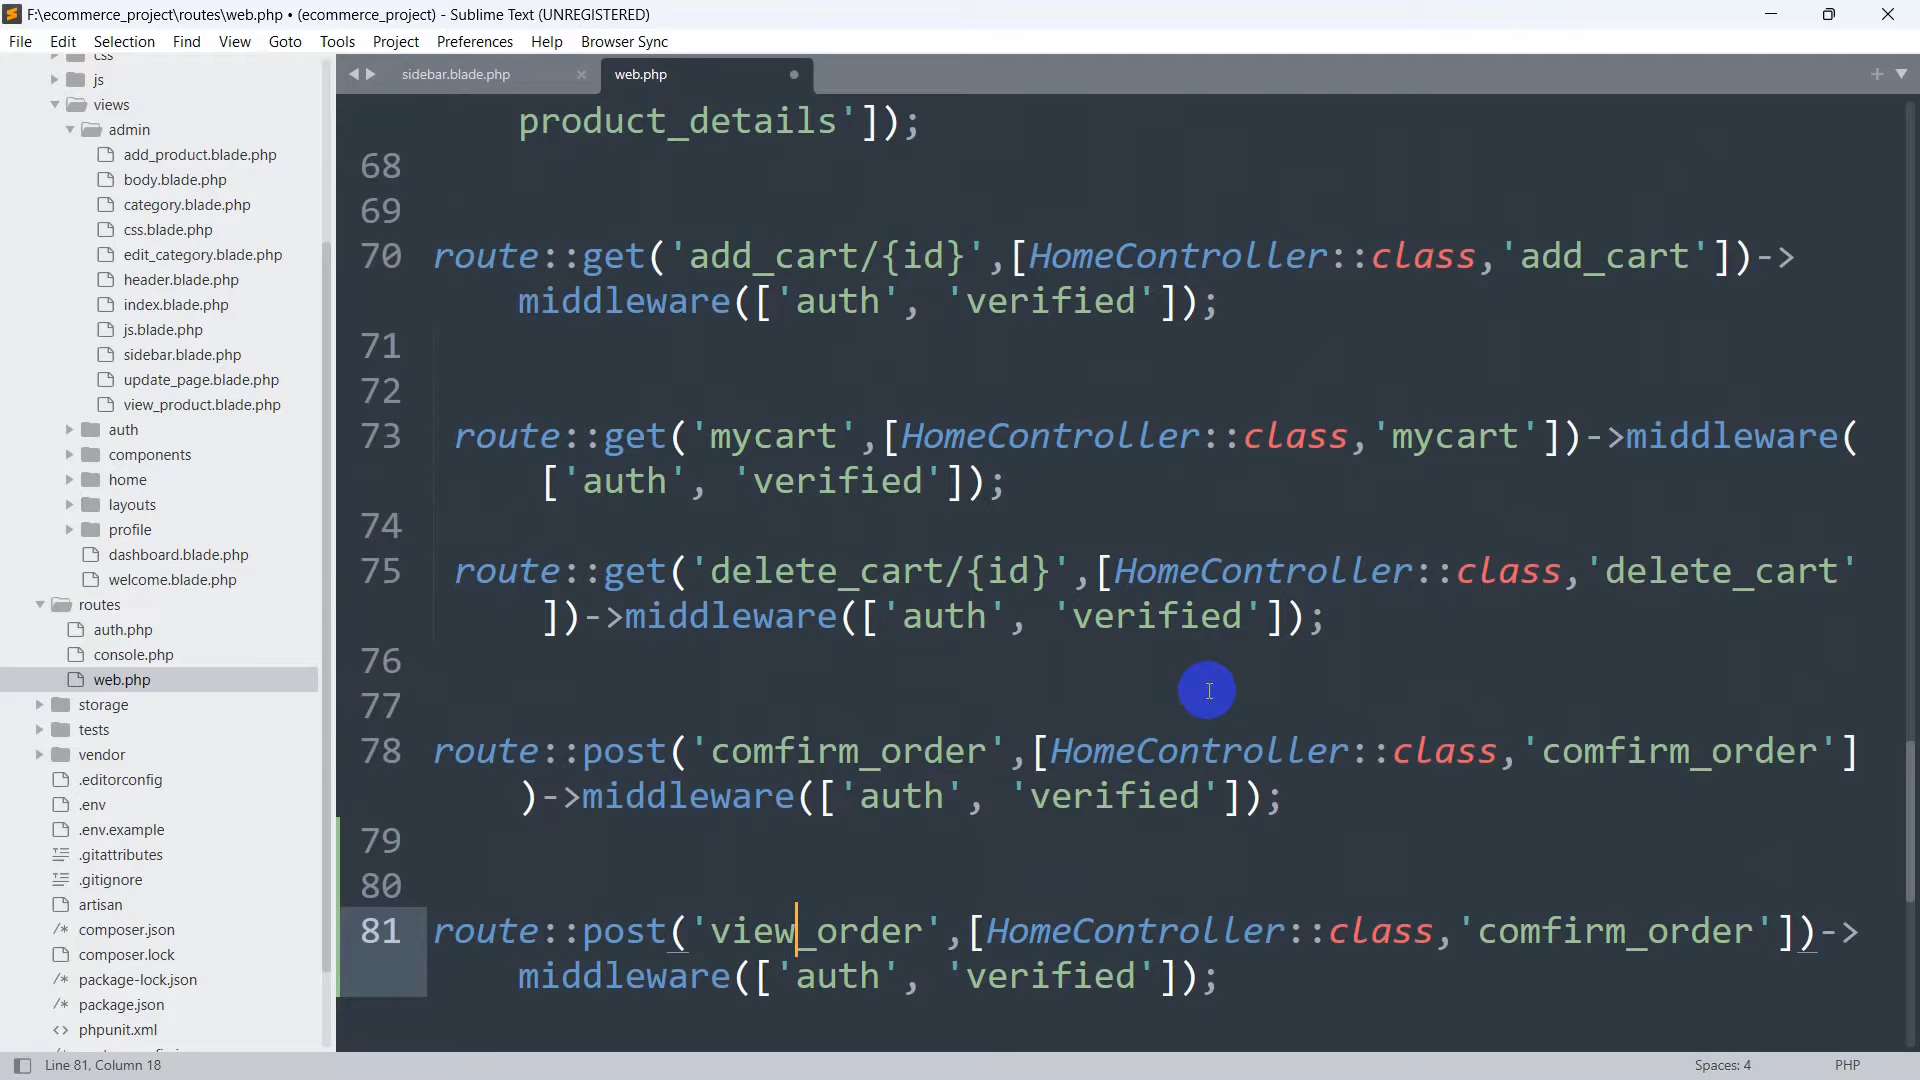 F:\ecommerce_project\routes\web.php • (ecommerce_project) - Sublime Text (UNREGISTERED)
File Edit Selection Find View Goto Tools Project Preferences Help Browser Sync
css
js
views
admin
add_product.blade.php
body.blade.php
category.blade.php
css.blade.php
edit_category.blade.php
header.blade.php
index.blade.php
js.blade.php
sidebar.blade.php
update_page.blade.php
view_product.blade.php
auth
components
home
layouts
profile
dashboard.blade.php
welcome.blade.php
routes
auth.php
console.php
web.php
storage
tests
vendor
.editorconfig
.env
.env.example
.gitattributes
.gitignore
artisan
composer.json
composer.lock
package-lock.json
package.json
phpunit.xml
sidebar.blade.php
web.php
product_details']);
68
69
70 route::get('add_cart/{id}',[HomeController::class,'add_cart'])->
middleware(['auth', 'verified']);
71
72
73 route::get('mycart',[HomeController::class,'mycart'])->middleware(
['auth', 'verified']);
74
75 route::get('delete_cart/{id}',[HomeController::class,'delete_cart'
])->middleware(['auth', 'verified']);
76
77
78 route::post('comfirm_order',[HomeController::class,'comfirm_order']
)->middleware(['auth', 'verified']);
79
80
81 route::post('view_order',[HomeController::class,'comfirm_order'])->
middleware(['auth', 'verified']);
Line 81, Column 18
Spaces: 4
PHP